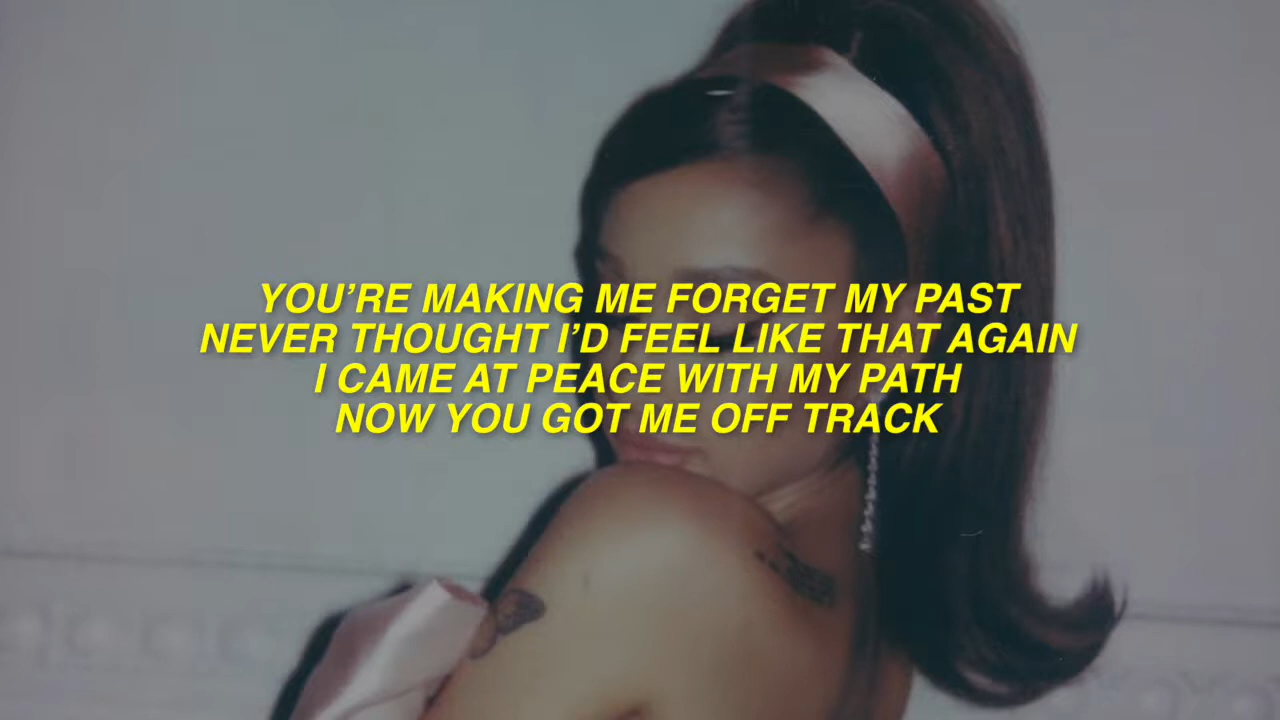 YOU’RE MAKING ME FORGET MY PAST
NEVER THOUGHT I’D FEEL LIKE THAT AGAIN
I CAME AT PEACE WITH MY PATH
NOW YOU GOT ME OFF TRACK